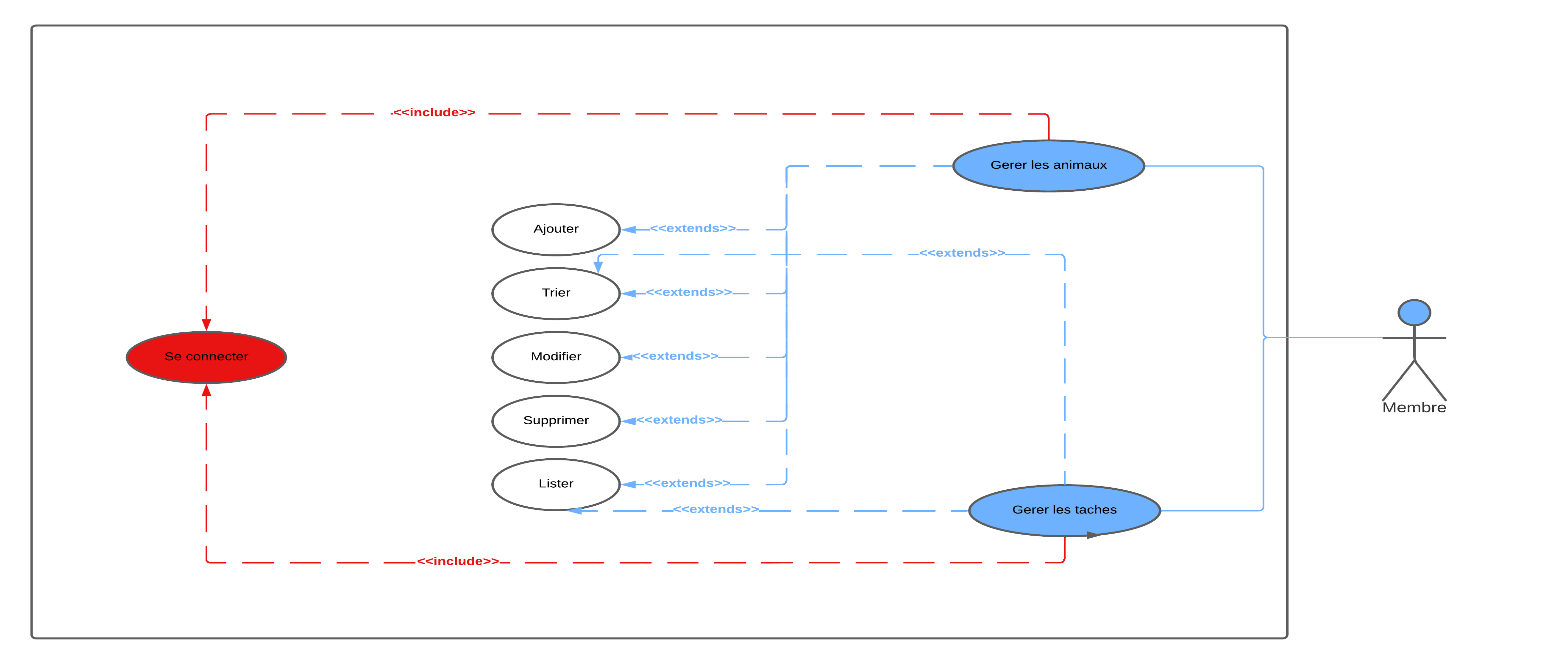 <<include>>
Gerer les animaux
Ajouter
<<extends>>
<<extends>>
Trier
<<extends>>
Se connecter
Modifier
<<extends>>
Membre
Supprimer
<<extends>>
Lister
<<extends>>
<<extends>>
Gerer les taches
<<include>>